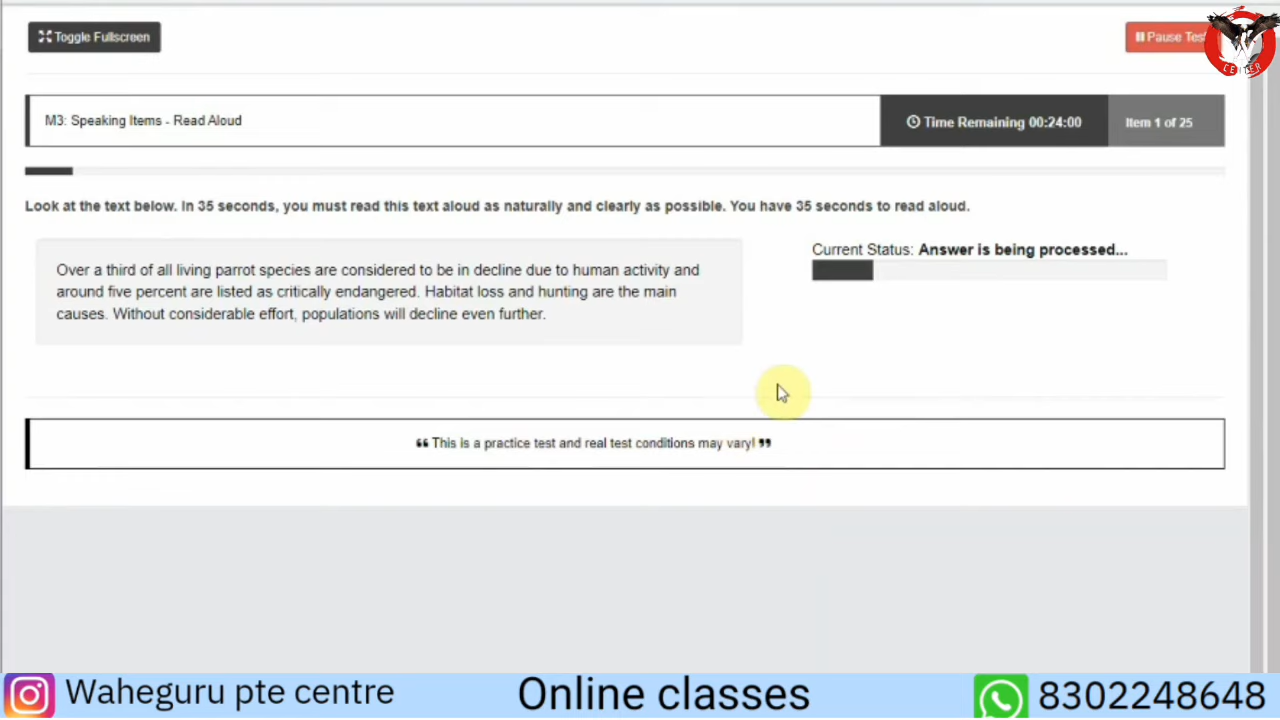 Toggle Fullscreen
Pause Tes
CENTER
M3: Speaking Items - Read Aloud
Time Remaining 00:24:00
Item 1 of 25
Look at the text below. In 35 seconds, you must read this text aloud as naturally and clearly as possible. You have 35 seconds to read aloud.
Current Status: Answer is being processed...
Over a third of all living parrot species are considered to be in decline due to human activity and
around five percent are listed as critically endangered. Habitat loss and hunting are the main
causes. Without considerable effort, populations will decline even further.
❝ This is a practice test and real test conditions may vary! ❞
Waheguru pte centre
Online classes
8302248648